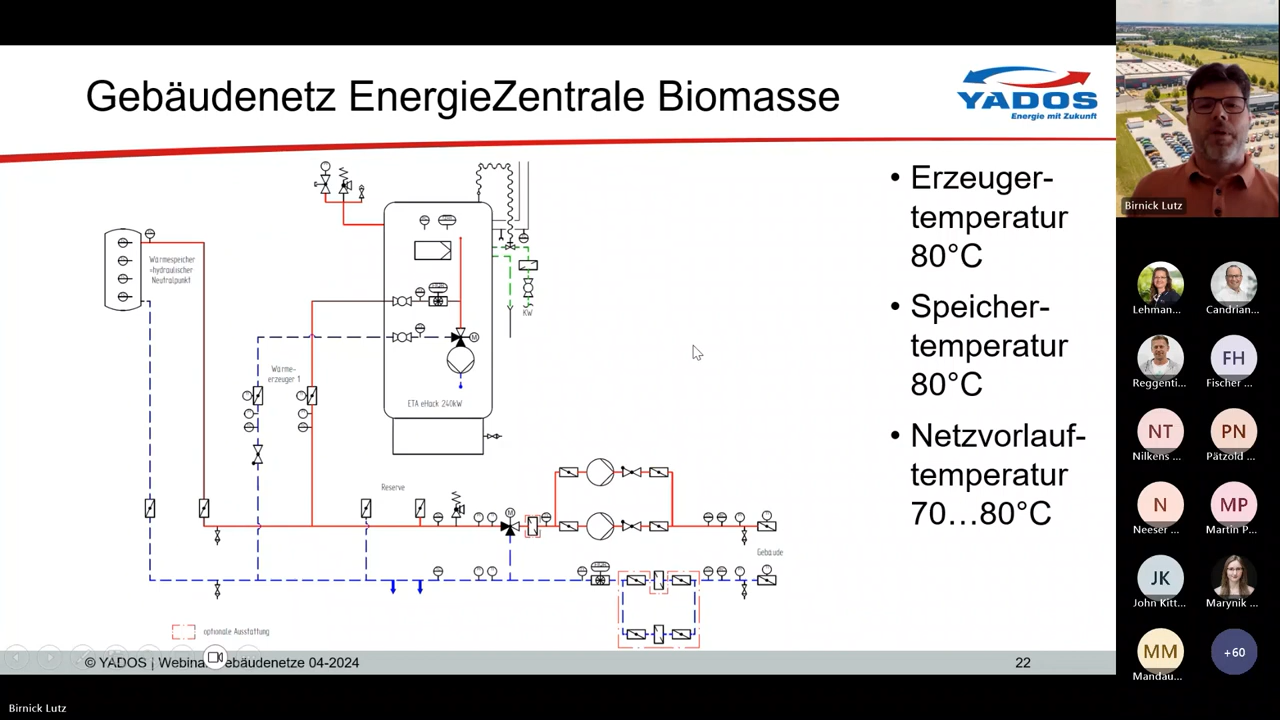 Gebäudenetz EnergieZentrale Biomasse
YADOS
Energie mit Zukunft
• Erzeuger-
temperatur
80°C
• Speicher-
temperatur
80°C
• Netzvorlauf-
temperatur
70…80°C
Wärmespeicher
=hydraulischer
Neutralpunkt
Wärme-
erzeuger 1
M
KW
ETA eHack 240kW
Reserve
M
Gebäude
optionale Ausstattung
© YADOS | Webinar Gebäudenetze 04-2024
22
Birnick Lutz
Lehman...
Candrian...
Reggenti...
FH
Fischer ...
NT
Nilkens ...
PN
Pätzold ...
N
Neeser ...
MP
Martin P...
JK
John Kitt...
Marynik ...
MM
Mandau...
+60
Birnick Lutz